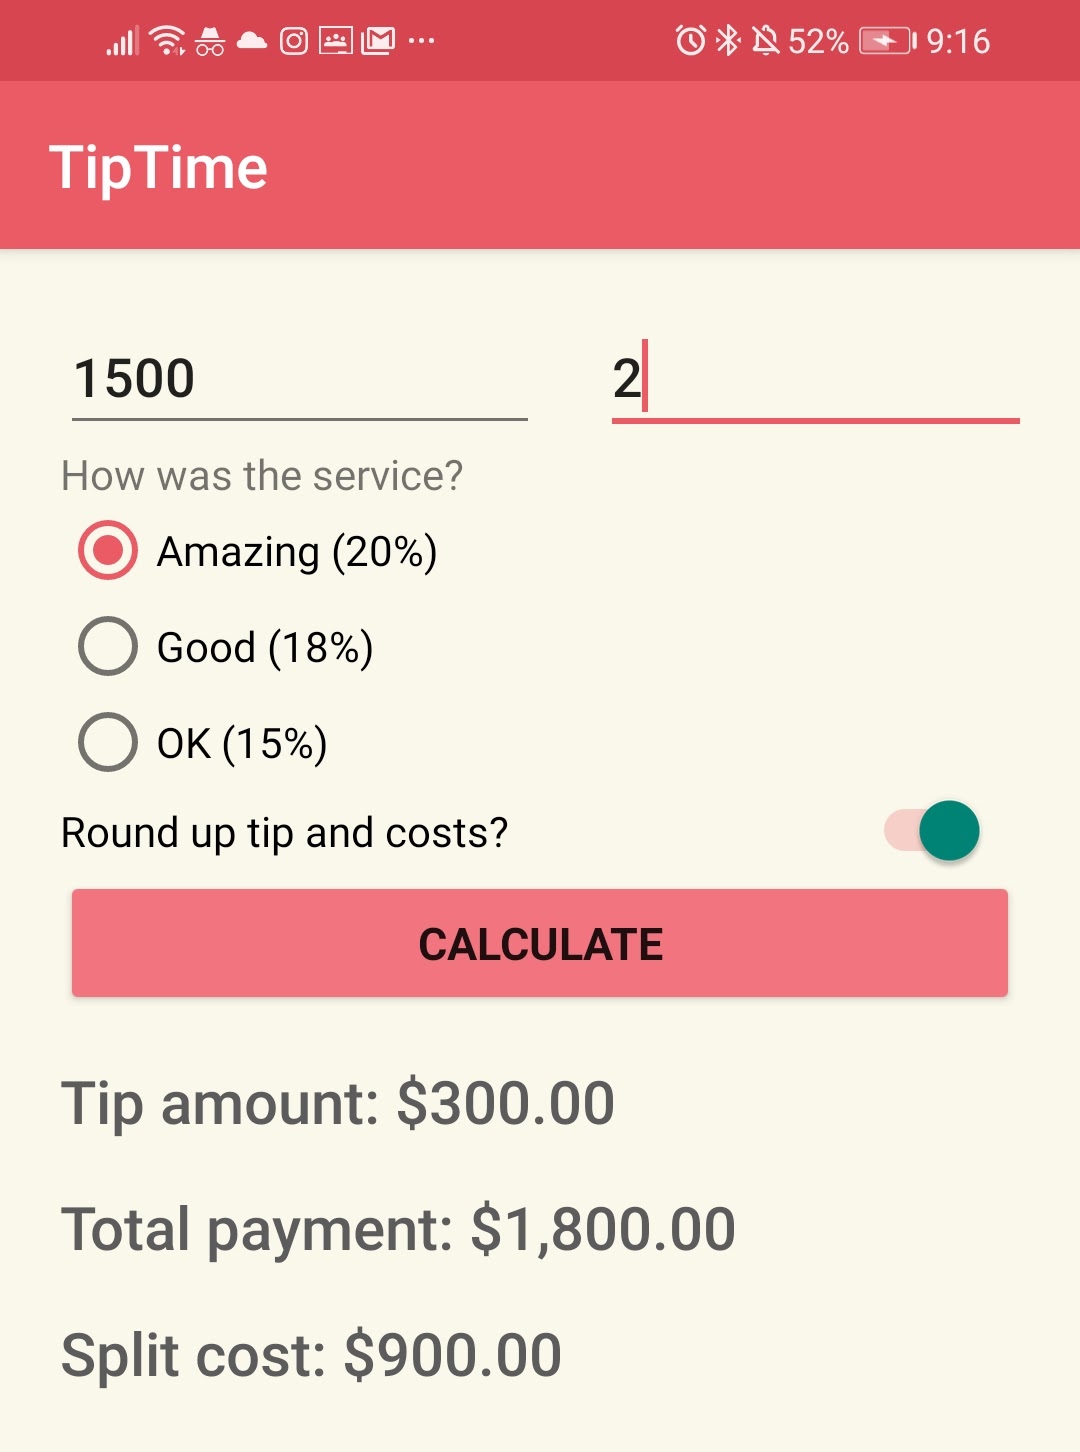 52% 9:16
TipTime
1500 2
How was the service?
Amazing (20%)
Good (18%)
OK (15%)
Round up tip and costs?
CALCULATE
Tip amount: $300.00
Total payment: $1,800.00
Split cost: $900.00